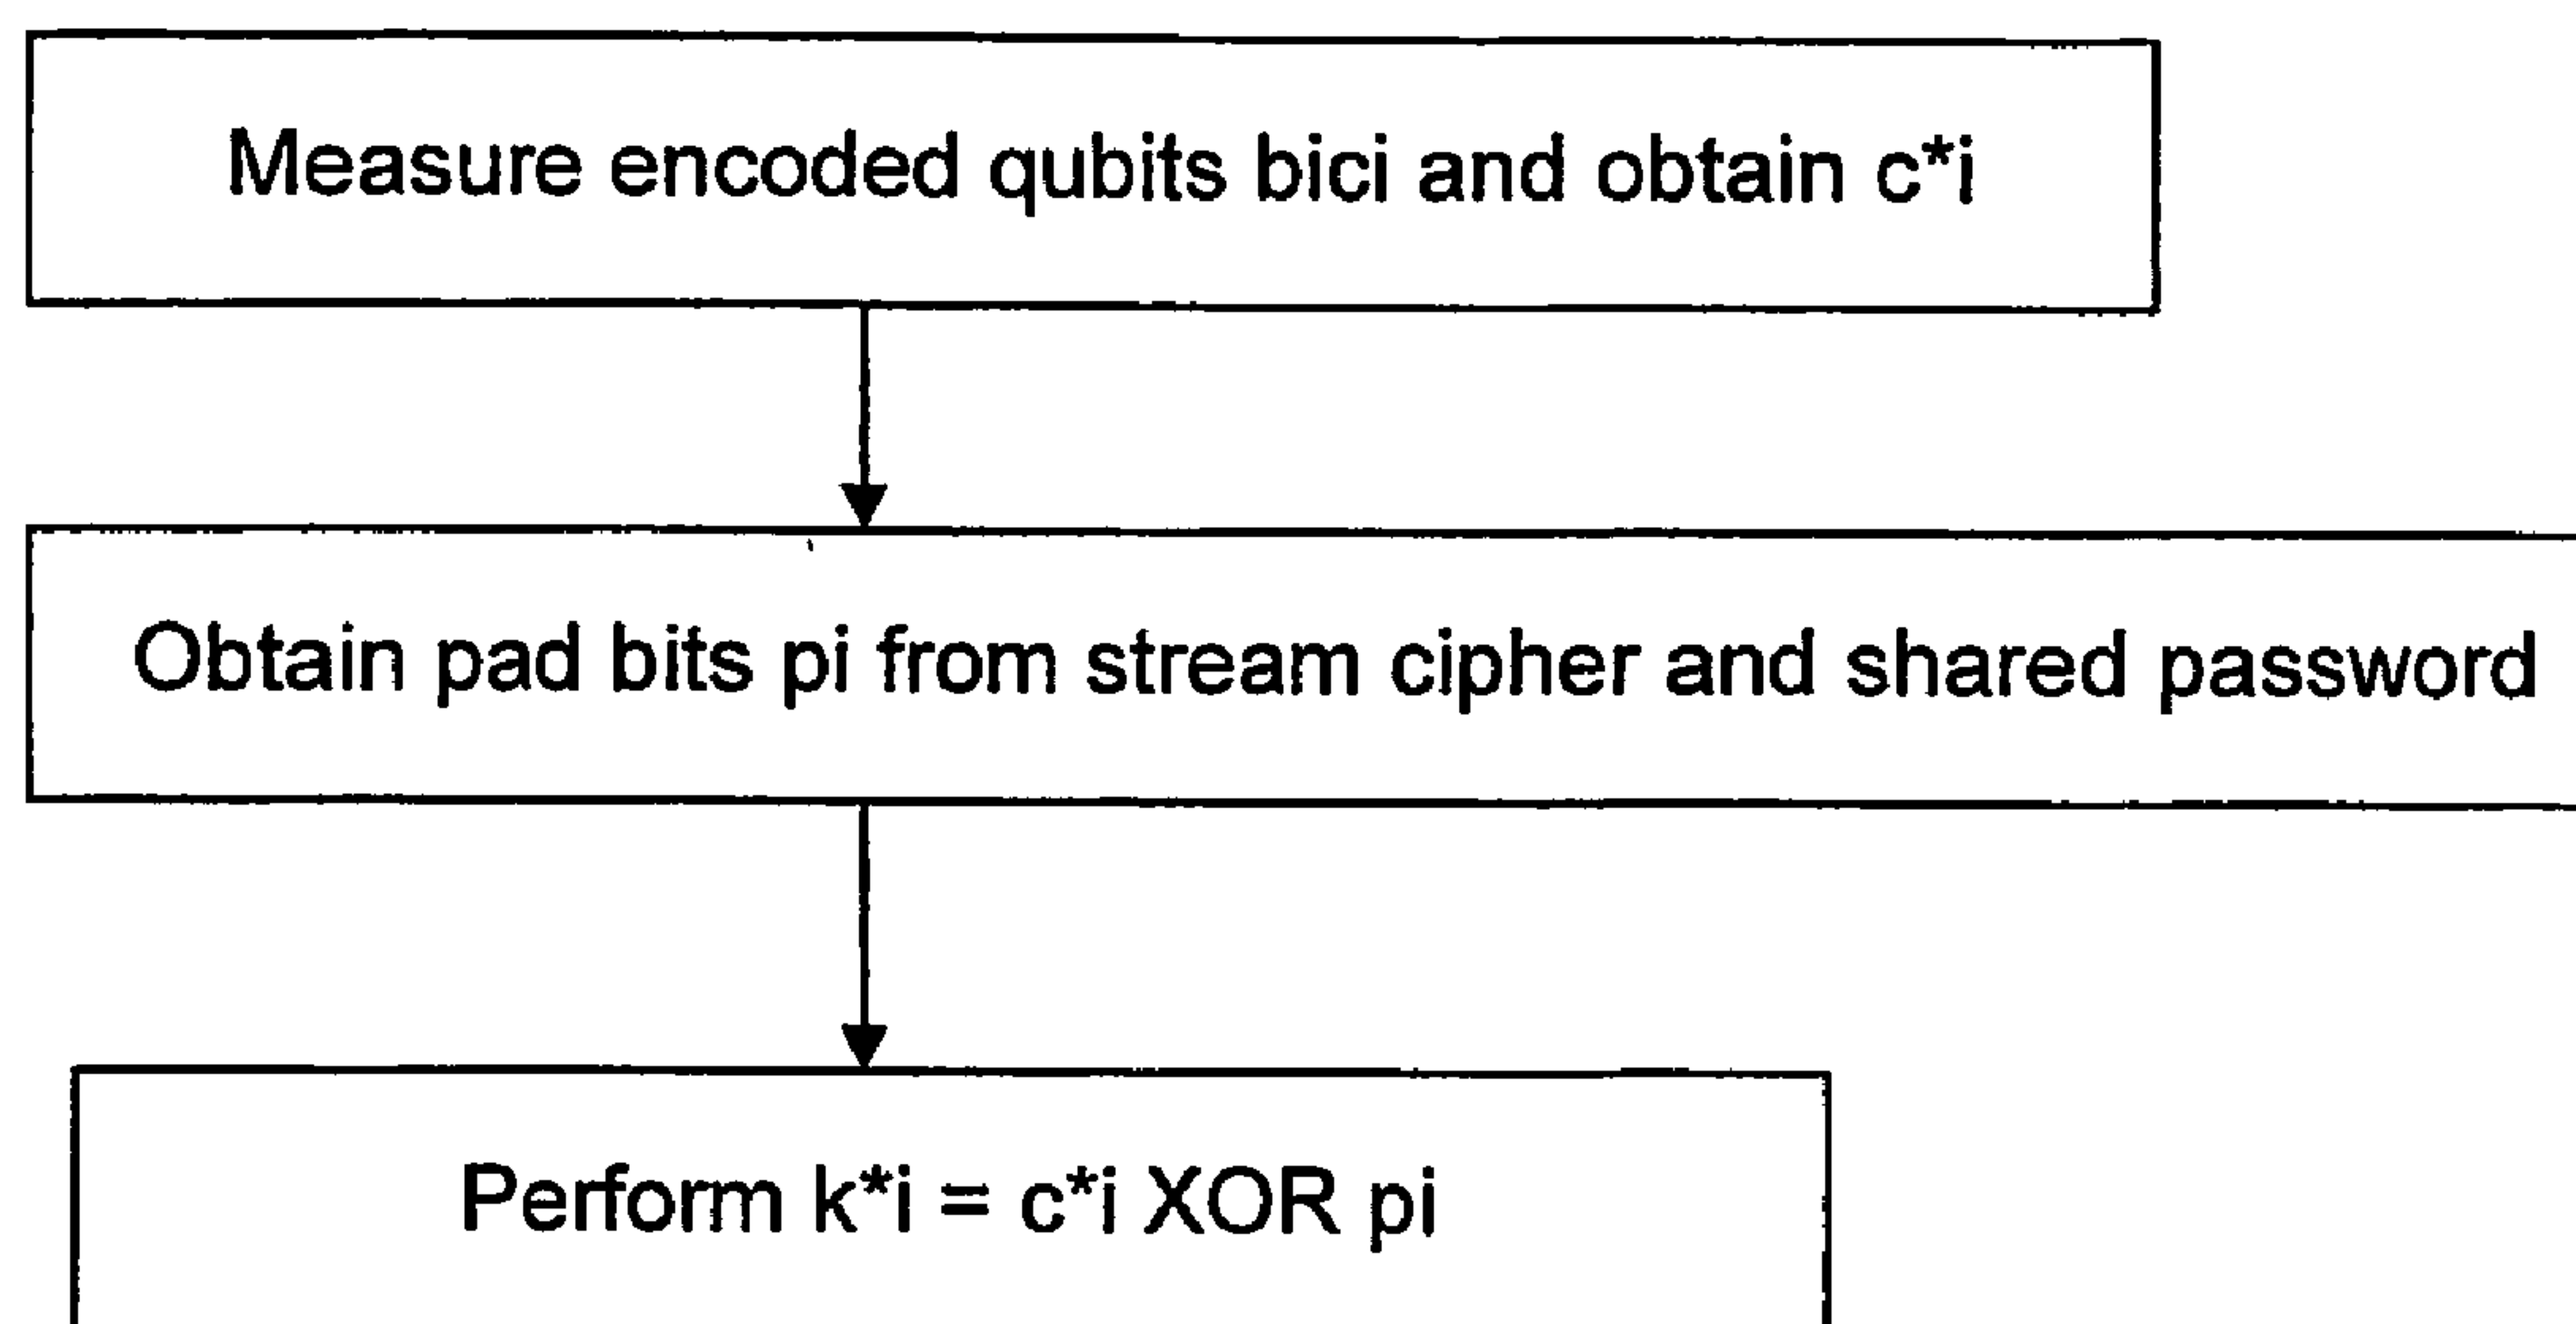 Measure encoded qubits bici and obtain c*i
Obtain pad bits pi from stream cipher and shared password
Perform k*i = c*i XOR pi